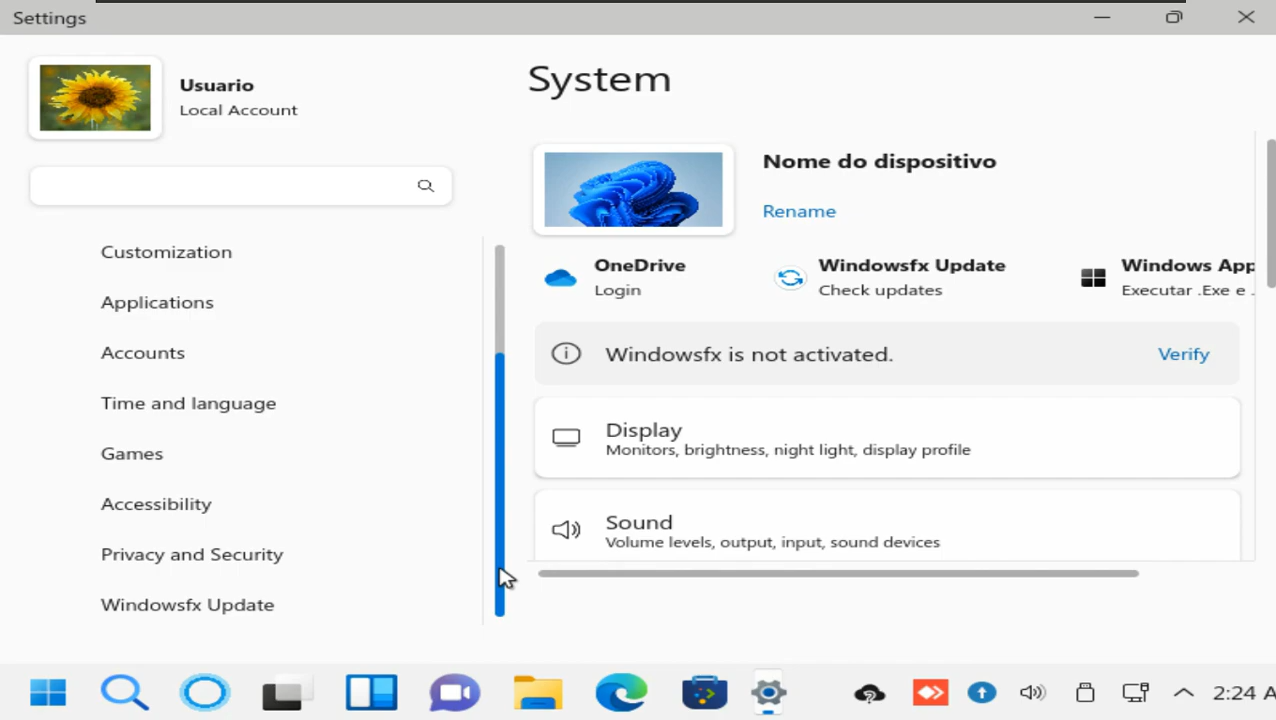 Settings
Usuario
Local Account
Customization
Applications
Accounts
Time and language
Games
Accessibility
Privacy and Security
Windowsfx Update
System
Nome do dispositivo
Rename
OneDrive
Login
Windowsfx Update
Check updates
Windows App
Executar .Exe e .
Windowsfx is not activated.
Verify
Display
Monitors, brightness, night light, display profile
Sound
Volume levels, output, input, sound devices
2:24 A